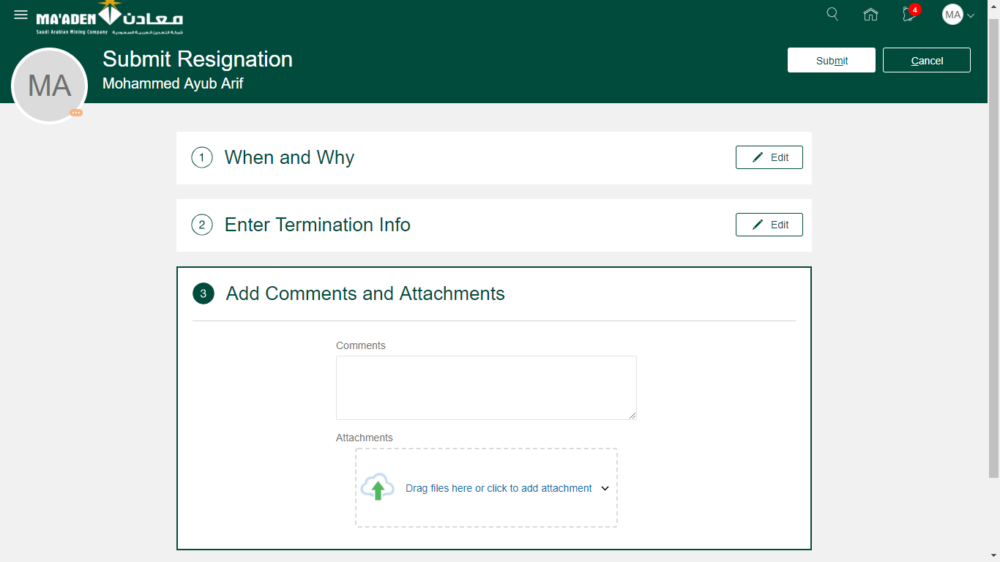 MA'ADEN معادن
Saudi Arabian Mining Company شركة التعدين العربية السعودية
4
MA
Submit Resignation
Mohammed Ayub Arif
MA
Submit
Cancel
1 When and Why
Edit
2 Enter Termination Info
Edit
3 Add Comments and Attachments
Comments
Attachments
Drag files here or click to add attachment